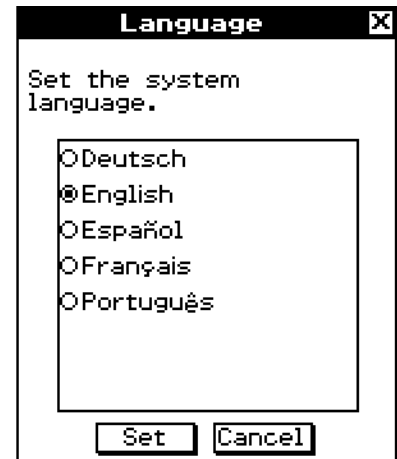 Language
Set the system
language.
Deutsch
English
Español
Français
Português
Set Cancel